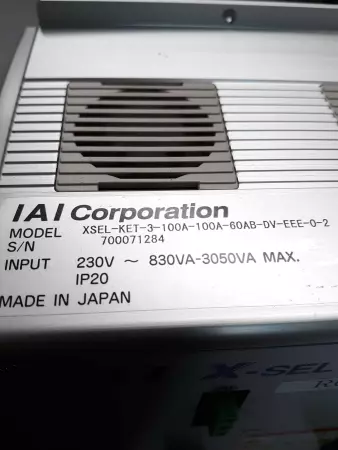 IAI Corporation
MODEL XSEL-KET-3-100A-100A-60AB-DV-EEE-0-2
S/N 700071284
INPUT 230V ~ 830VA-3050VA MAX.
IP20
MADE IN JAPAN
X-SEL